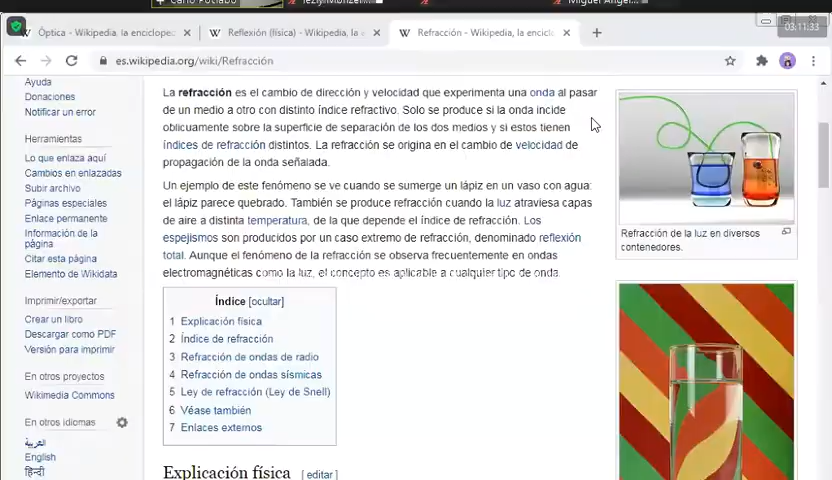 Óptica - Wikipedia, la enciclope
Reflexión (física) - Wikipedia, la
Refracción - Wikipedia, la encicl
03:11:33
es.wikipedia.org/wiki/Refracción
Ayuda
Donaciones
Notificar un error
Herramientas
Lo que enlaza aquí
Cambios en enlazadas
Subir archivo
Páginas especiales
Enlace permanente
Información de la
página
Citar esta página
Elemento de Wikidata
Imprimir/exportar
Crear un libro
Descargar como PDF
Versión para imprimir
En otros proyectos
Wikimedia Commons
En otros idiomas
العربية
English
हिन्दी
La refracción es el cambio de dirección y velocidad que experimenta una onda al pasar
de un medio a otro con distinto índice refractivo. Solo se produce si la onda incide
oblicuamente sobre la superficie de separación de los dos medios y si estos tienen
índices de refracción distintos. La refracción se origina en el cambio de velocidad de
propagación de la onda señalada.
Un ejemplo de este fenómeno se ve cuando se sumerge un lápiz en un vaso con agua:
el lápiz parece quebrado. También se produce refracción cuando la luz atraviesa capas
de aire a distinta temperatura, de la que depende el índice de refracción. Los
espejismos son producidos por un caso extremo de refracción, denominado reflexión
total. Aunque el fenómeno de la refracción se observa frecuentemente en ondas
electromagnéticas como la luz, el concepto es aplicable a cualquier tipo de onda.
Índice [ocultar]
1 Explicación física
2 Índice de refracción
3 Refracción de ondas de radio
4 Refracción de ondas sísmicas
5 Ley de refracción (Ley de Snell)
6 Véase también
7 Enlaces externos
Explicación física [ editar ]
Refracción de la luz en diversos
contenedores.